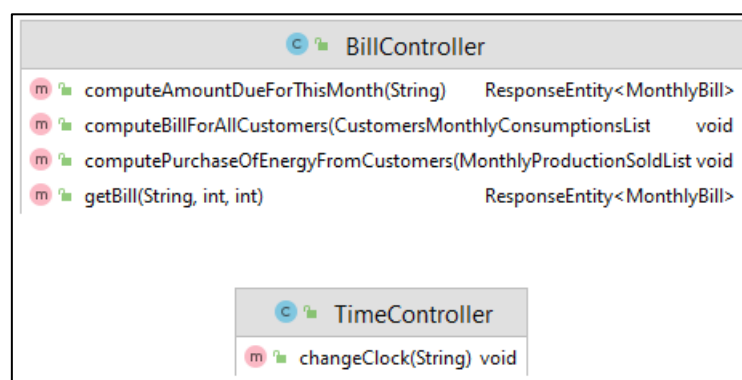 C BillController
m computeAmountDueForThisMonth(String) ResponseEntity<MonthlyBill>
m computeBillForAllCustomers(CustomersMonthlyConsumptionsList void
m computePurchaseOfEnergyFromCustomers(MonthlyProductionSoldList void
m getBill(String, int, int) ResponseEntity<MonthlyBill>
C TimeController
m changeClock(String) void